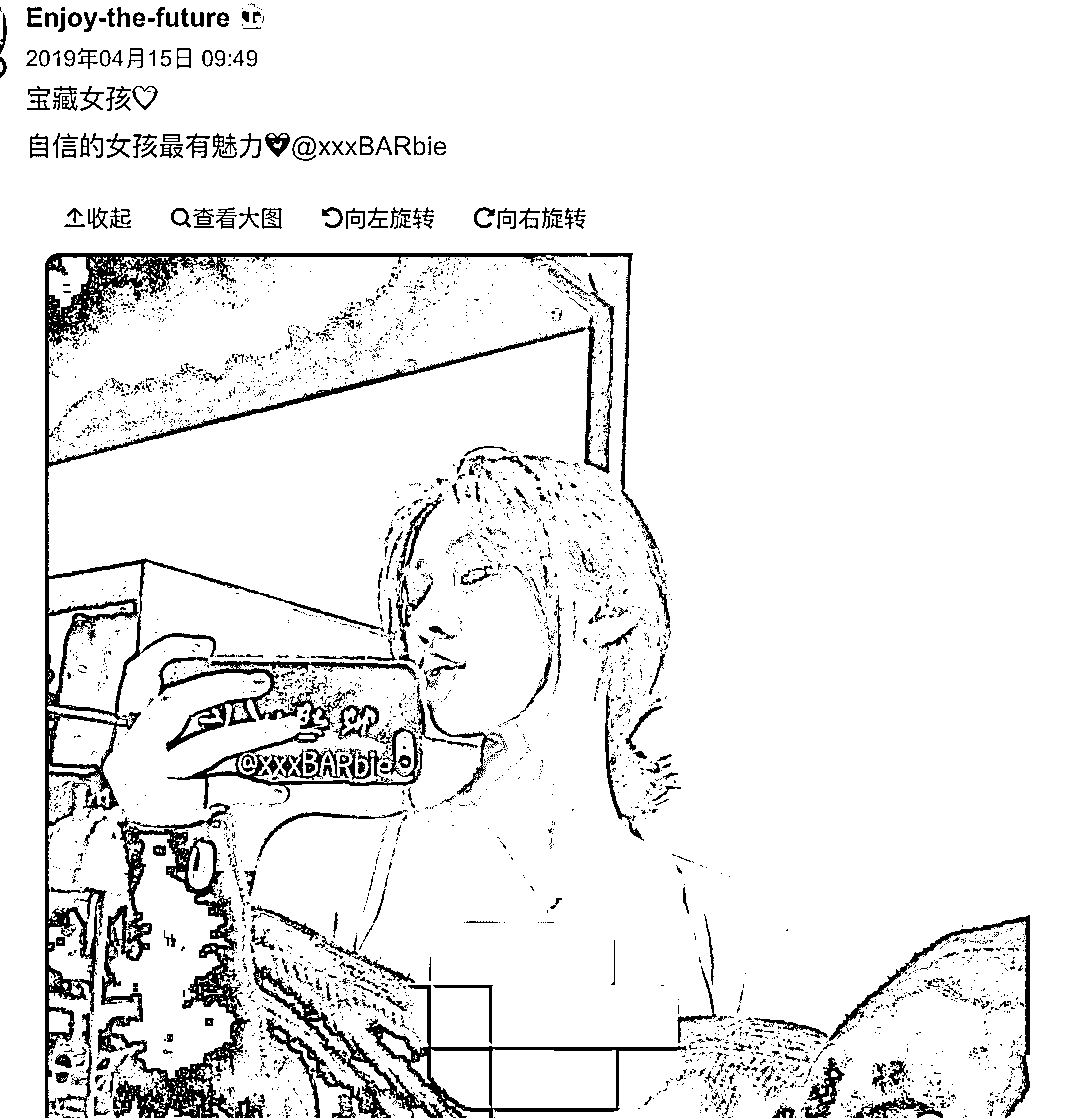 Enjoy-the-future
2019年04月15日 09:49
宝藏女孩♡
自信的女孩最有魅力@xxxBARbie
收起 查看大图 向左旋转 向右旋转
@xxxBARbie